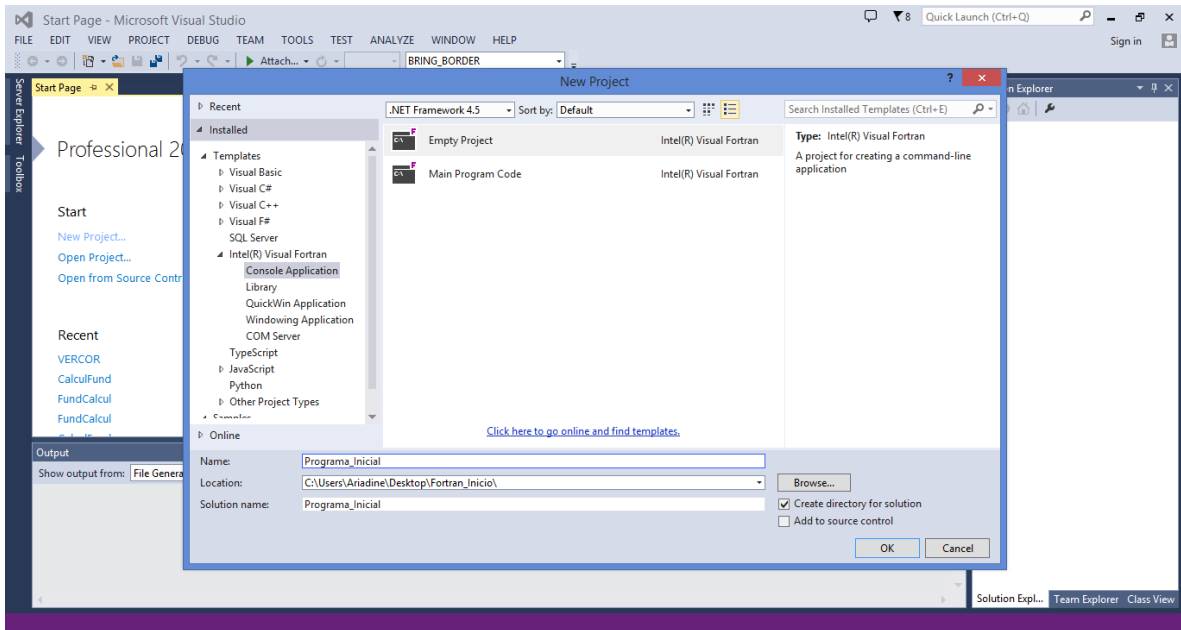 Start Page - Microsoft Visual Studio
8
Quick Launch (Ctrl+Q)
FILE EDIT VIEW PROJECT DEBUG TEAM TOOLS TEST ANALYZE WINDOW HELP
Sign in
Attach...
BRING_BORDER
Server Explorer
Toolbox
Start Page
Professional 20
Start
New Project...
Open Project...
Open from Source Contr
Recent
VERCOR
CalculFund
FundCalcul
FundCalcul
Output
Show output from: File Genera
New Project
?
Recent
Installed
Templates
Visual Basic
Visual C#
Visual C++
Visual F#
SQL Server
Intel(R) Visual Fortran
Console Application
Library
QuickWin Application
Windowing Application
COM Server
TypeScript
JavaScript
Python
Other Project Types
Samples
Online
.NET Framework 4.5
Sort by: Default
Empty Project Intel(R) Visual Fortran
Main Program Code Intel(R) Visual Fortran
Click here to go online and find templates.
Search Installed Templates (Ctrl+E)
Type: Intel(R) Visual Fortran
A project for creating a command-line
application
Name: Programa_Inicial
Location: C:\Users\Ariadine\Desktop\Fortran_Inicio\
Solution name: Programa_Inicial
Browse...
Create directory for solution
Add to source control
OK
Cancel
n Explorer
Solution Expl... Team Explorer Class View